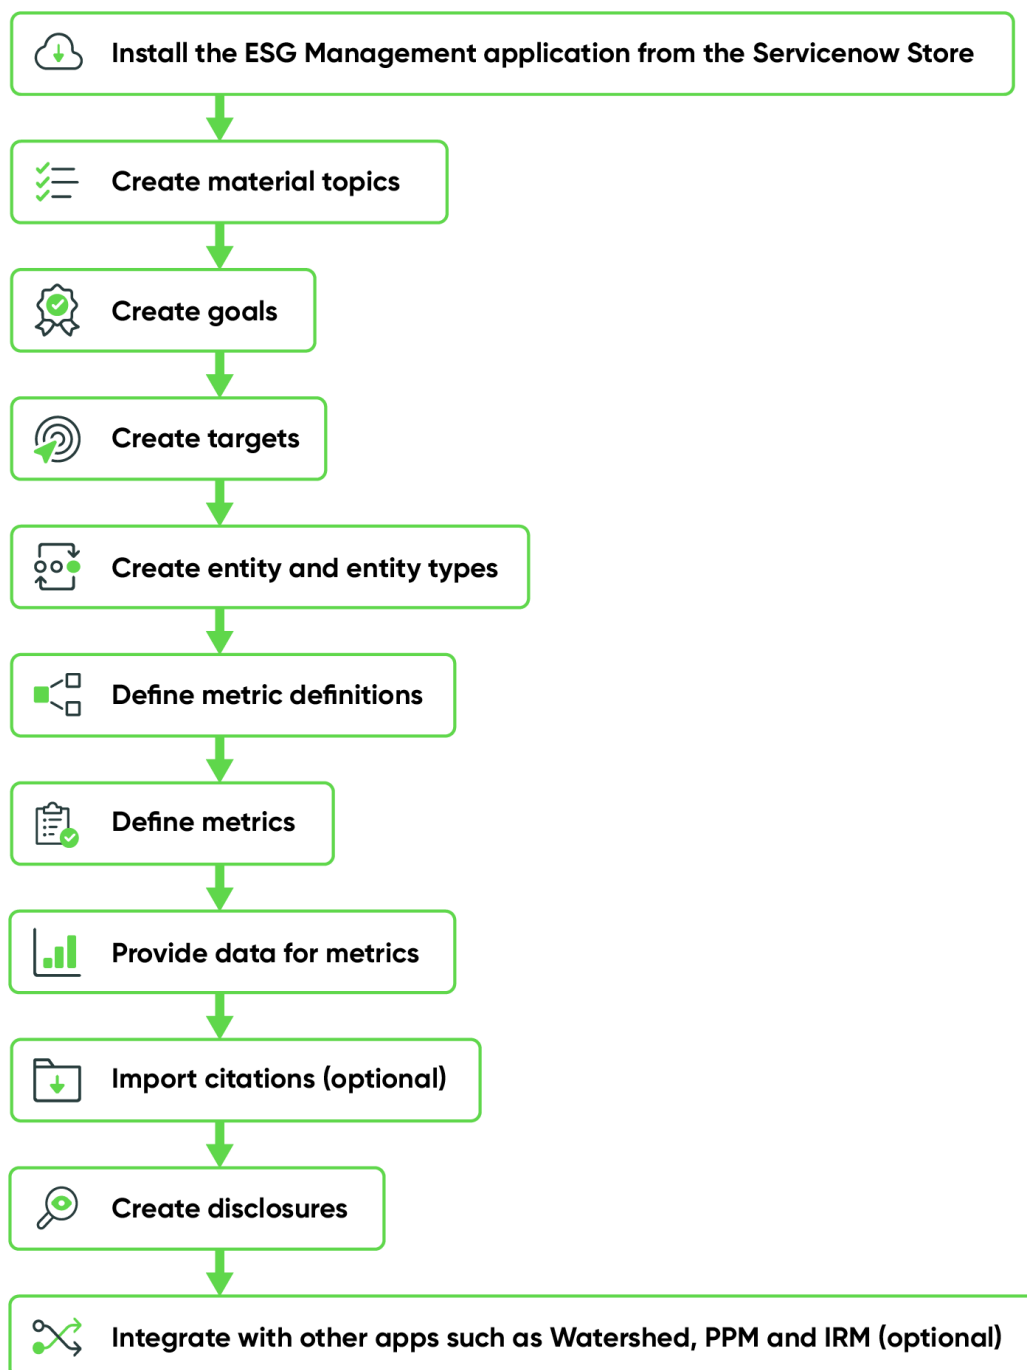 Install the ESG Management application from the Servicenow Store
Create material topics
Create goals
Create targets
Create entity and entity types
Define metric definitions
Define metrics
Provide data for metrics
Import citations (optional)
Create disclosures
Integrate with other apps such as Watershed, PPM and IRM (optional)